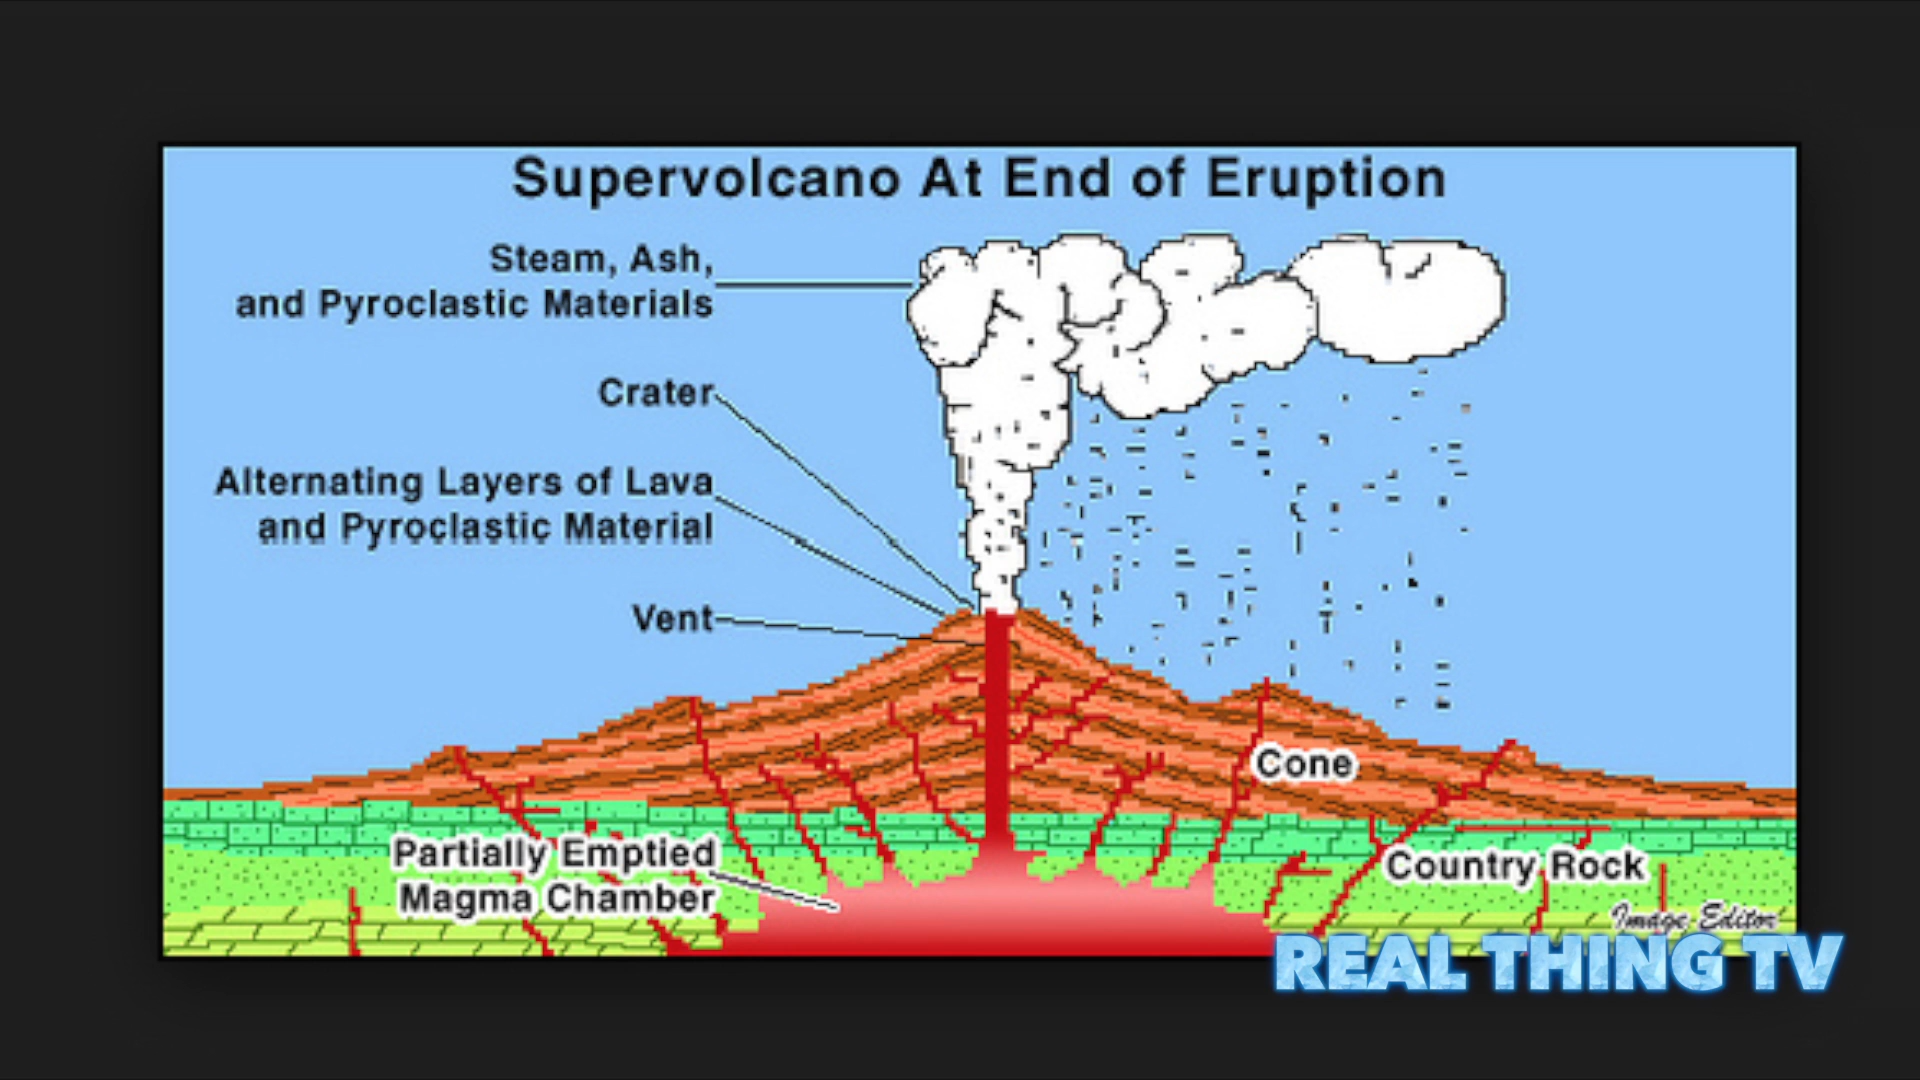 Supervolcano At End of Eruption
Steam, Ash,
and Pyroclastic Materials
Crater
Alternating Layers of Lava
and Pyroclastic Material
Vent
Cone
Partially Emptied
Magma Chamber
Country Rock
Image Editor
REAL THING TV